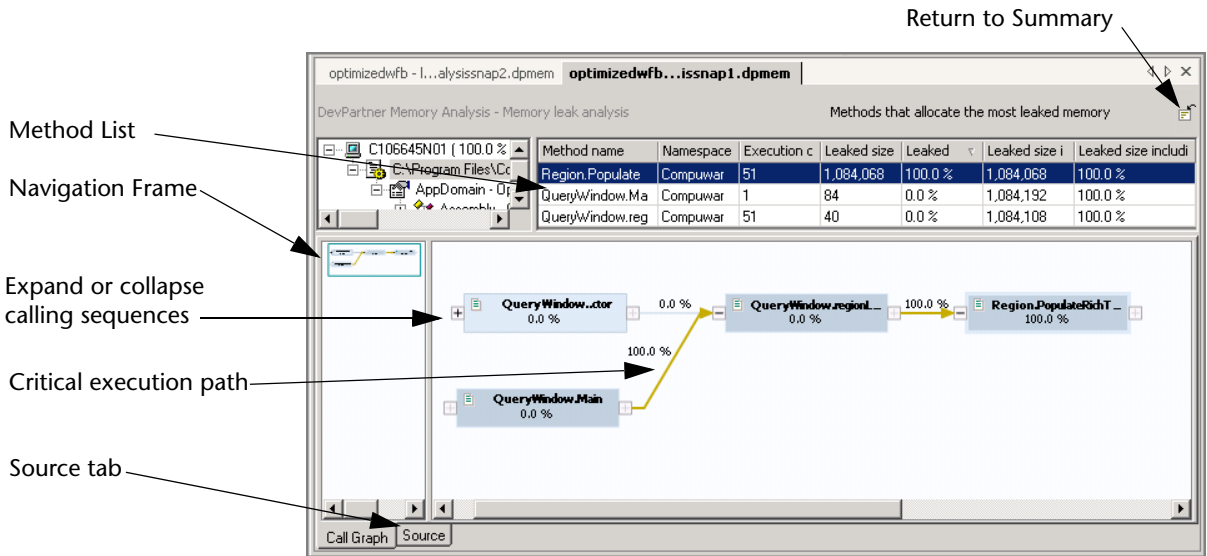 Return to Summary
optimizedwfb - l...alysissnap2.dpmem optimizedwfb...issnap1.dpmem
DevPartner Memory Analysis - Memory leak analysis Methods that allocate the most leaked memory
Method List
C106645N01 ( 100.0 %
C:\Program Files\Co
AppDomain - Op
Method name Namespace Execution c Leaked size Leaked Leaked size i Leaked size includi
Region.Populate Compuwar 51 1,084,068 100.0 % 1,084,068 100.0 %
QueryWindow.Ma Compuwar 1 84 0.0 % 1,084,192 100.0 %
QueryWindow.reg Compuwar 51 40 0.0 % 1,084,108 100.0 %
Navigation Frame
Expand or collapse
calling sequences
QueryWindow..ctor
0.0 %
0.0 %
QueryWindow.regionL...
0.0 %
100.0 %
Region.PopulateRichT...
100.0 %
100.0 %
Critical execution path
QueryWindow.Main
0.0 %
Source tab
Call Graph Source